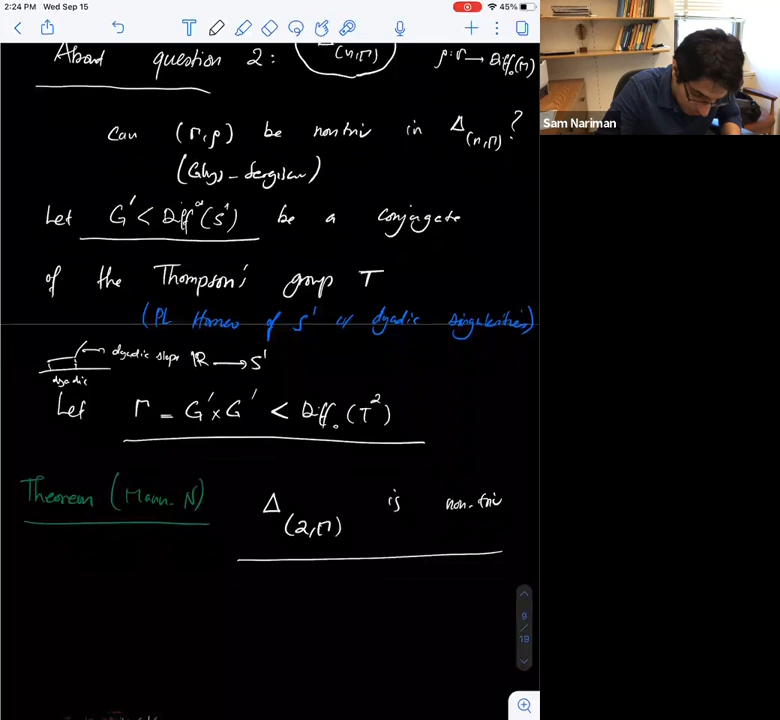 2:24 PM Wed Sep 15
45%
About question 2: (n,Γ) ρ: Γ → Diff₀(M)
Can (Γ,ρ) be nontriv in Δ(n,Γ)?
(Ghys-Sergiescu)
Let G' < Diff^ω(S¹) be a conjugate
of the Thompson's group T
(PL Homeo of S¹ w/ dyadic singularities)
dyadic slope ℝ → S¹
dyadic
Let Γ = G' × G' < Diff₀(T²)
Theorem (Mann-N) Δ(2,Γ) is non-triv
Sam Nariman
9
/
19